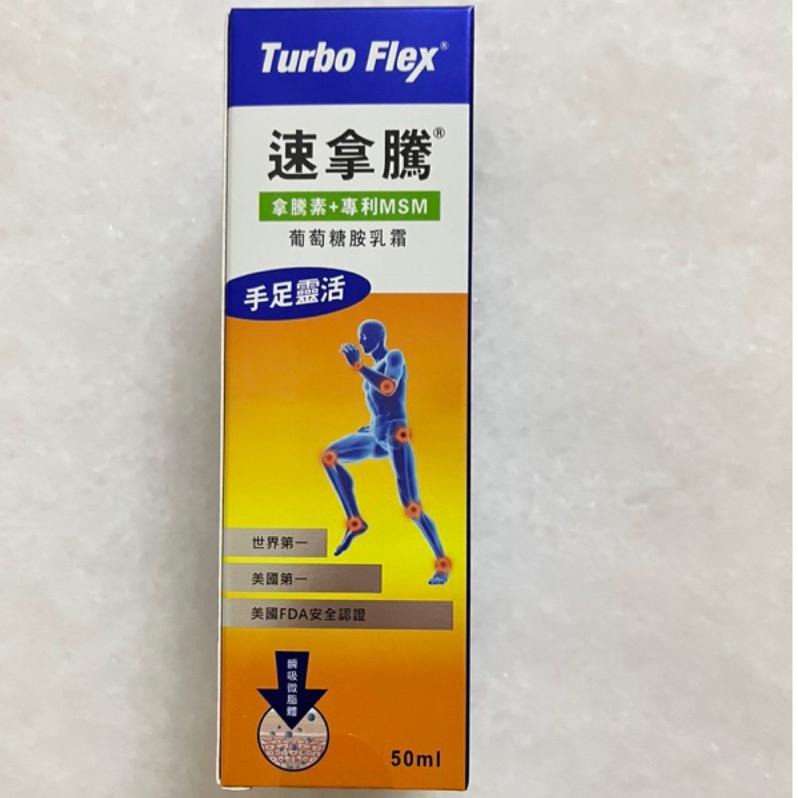 Turbo Flex®
速拿騰®
拿騰素+專利MSM
葡萄糖胺乳霜
手足靈活
世界第一
美國第一
美國FDA安全認證
瞬吸微脂體
50ml